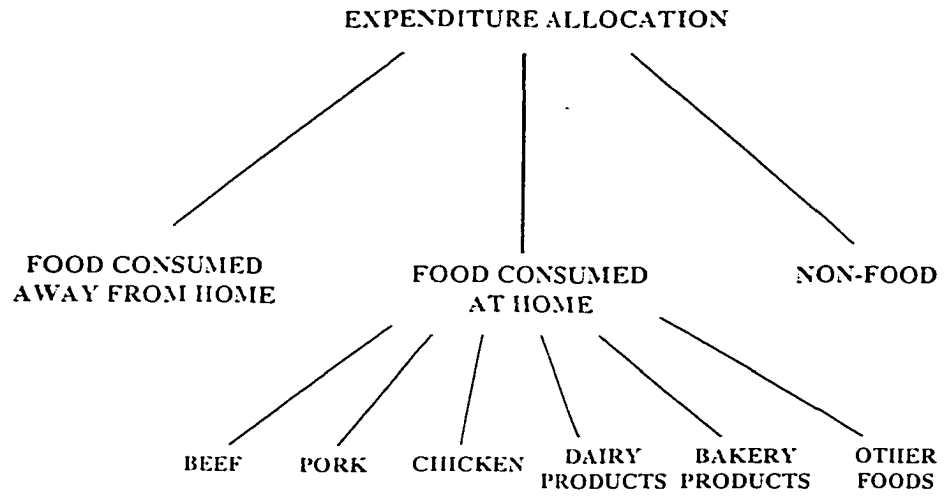 EXPENDITURE ALLOCATION
FOOD CONSUMED
AWAY FROM HOME
FOOD CONSUMED
AT HOME
NON-FOOD
BEEF
PORK
CHICKEN
DAIRY
PRODUCTS
BAKERY
PRODUCTS
OTHER
FOODS